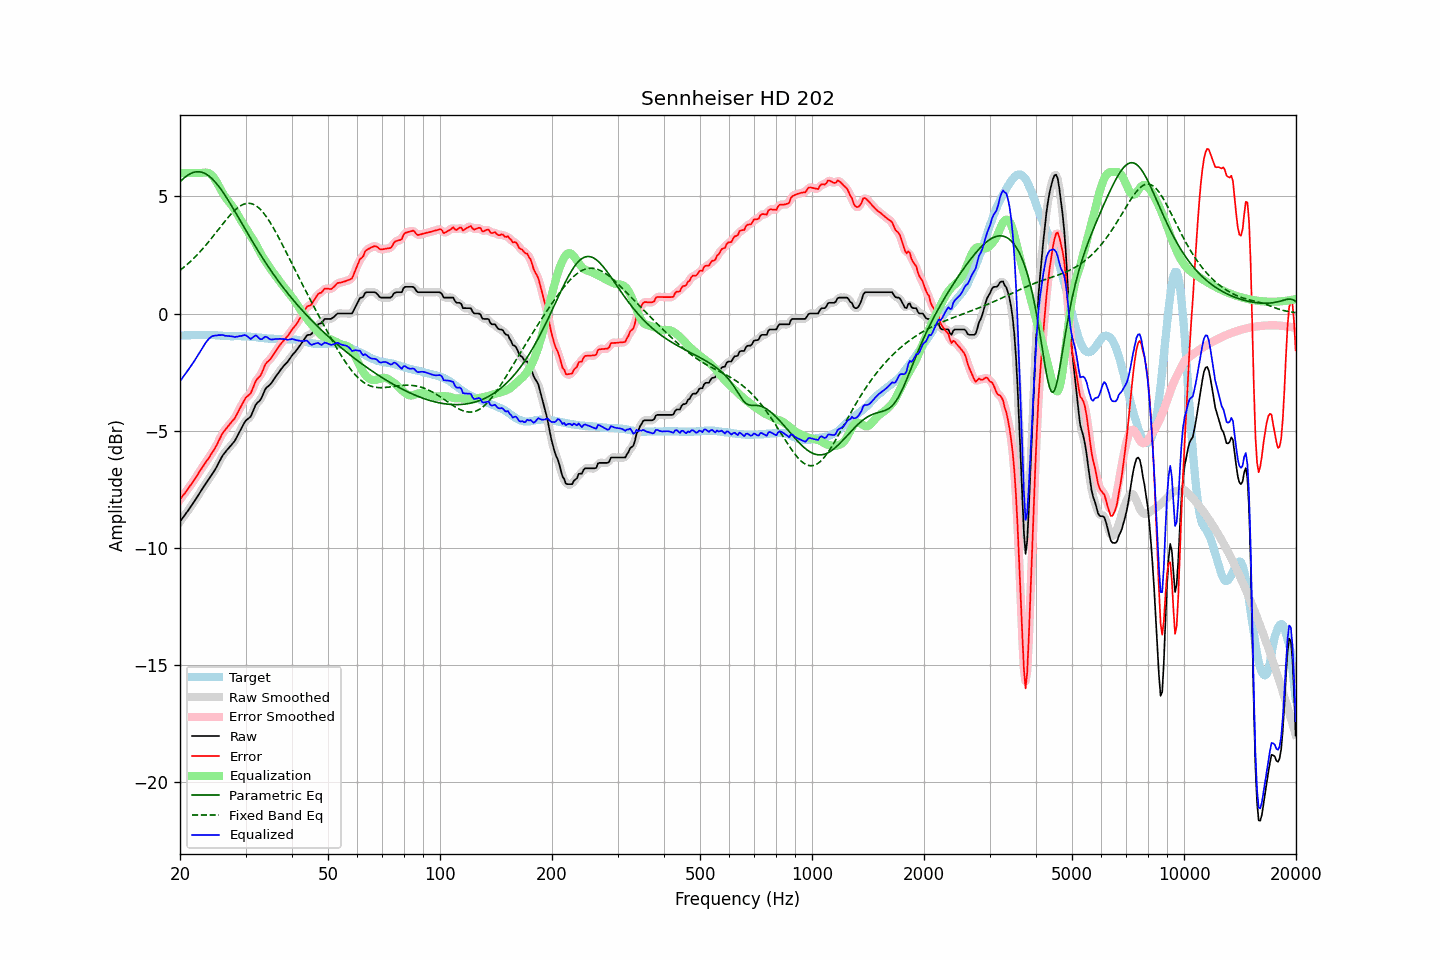 Sennheiser HD 202
Amplitude (dBr)
5
0
−5
−10
−15
−20
Target
Raw Smoothed
Error Smoothed
Raw
Error
Equalization
Parametric Eq
Fixed Band Eq
Equalized
20 50 100 200 500 1000 2000 5000 10000 20000
Frequency (Hz)